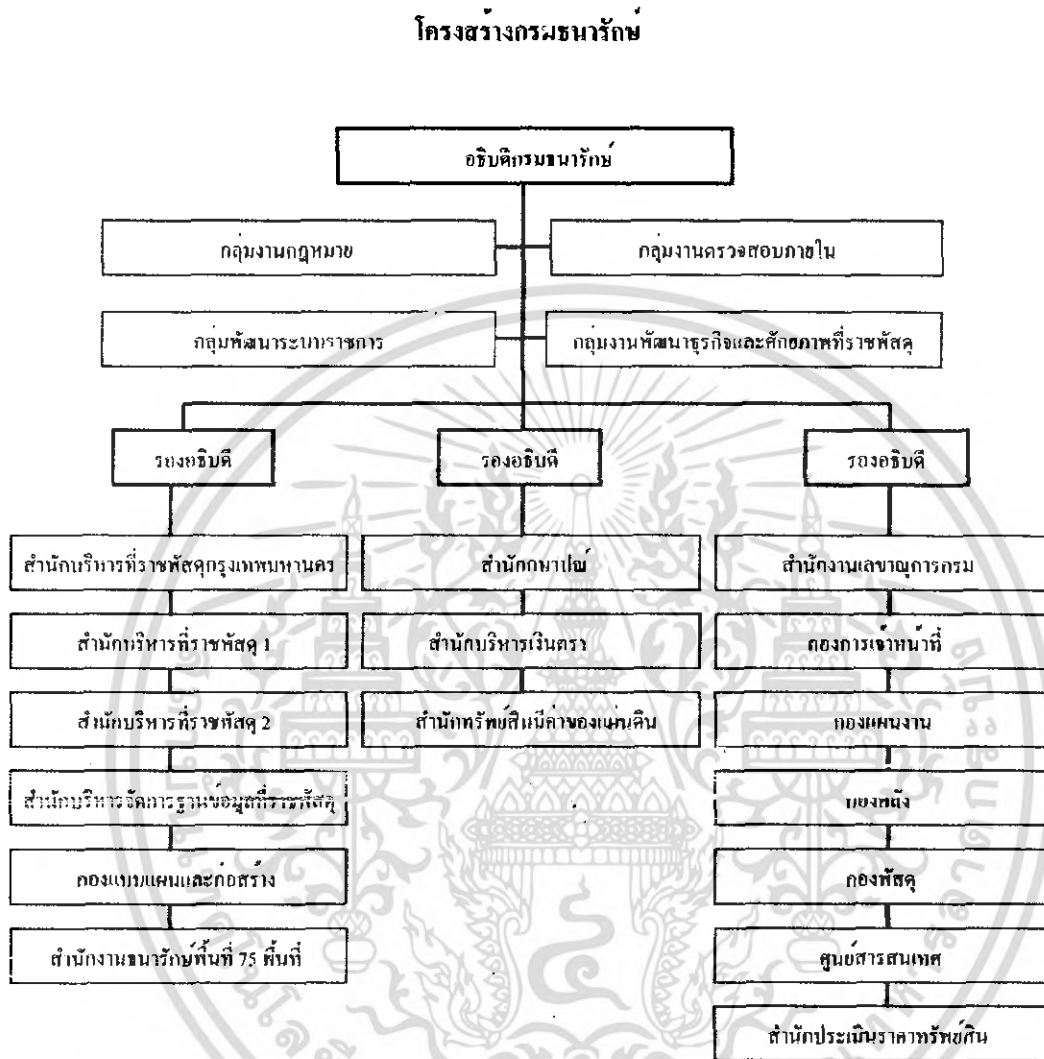 โครงสร้างกรมธนารักษ์
อธิบดีกรมธนารักษ์
กลุ่มงานกฎหมาย
กลุ่มงานตรวจสอบภายใน
กลุ่มพัฒนาระบบราชการ
กลุ่มงานพัฒนาธุรกิจและศักยภาพที่ราชพัสดุ
รองอธิบดี
รองอธิบดี
รองอธิบดี
สำนักบริหารที่ราชพัสดุกรุงเทพมหานคร
สำนักบริหารที่ราชพัสดุ 1
สำนักบริหารที่ราชพัสดุ 2
สำนักบริหารจัดการฐานข้อมูลที่ราชพัสดุ
กองแบบแผนและก่อสร้าง
สำนักงานธนารักษ์พื้นที่ 75 พื้นที่
สำนักกษาปณ์
สำนักบริหารเงินตรา
สำนักทรัพย์สินมีค่าของแผ่นดิน
สำนักงานเลขานุการกรม
กองการเจ้าหน้าที่
กองแผนงาน
กองคลัง
กองพัสดุ
ศูนย์สารสนเทศ
สำนักประเมินราคาทรัพย์สิน